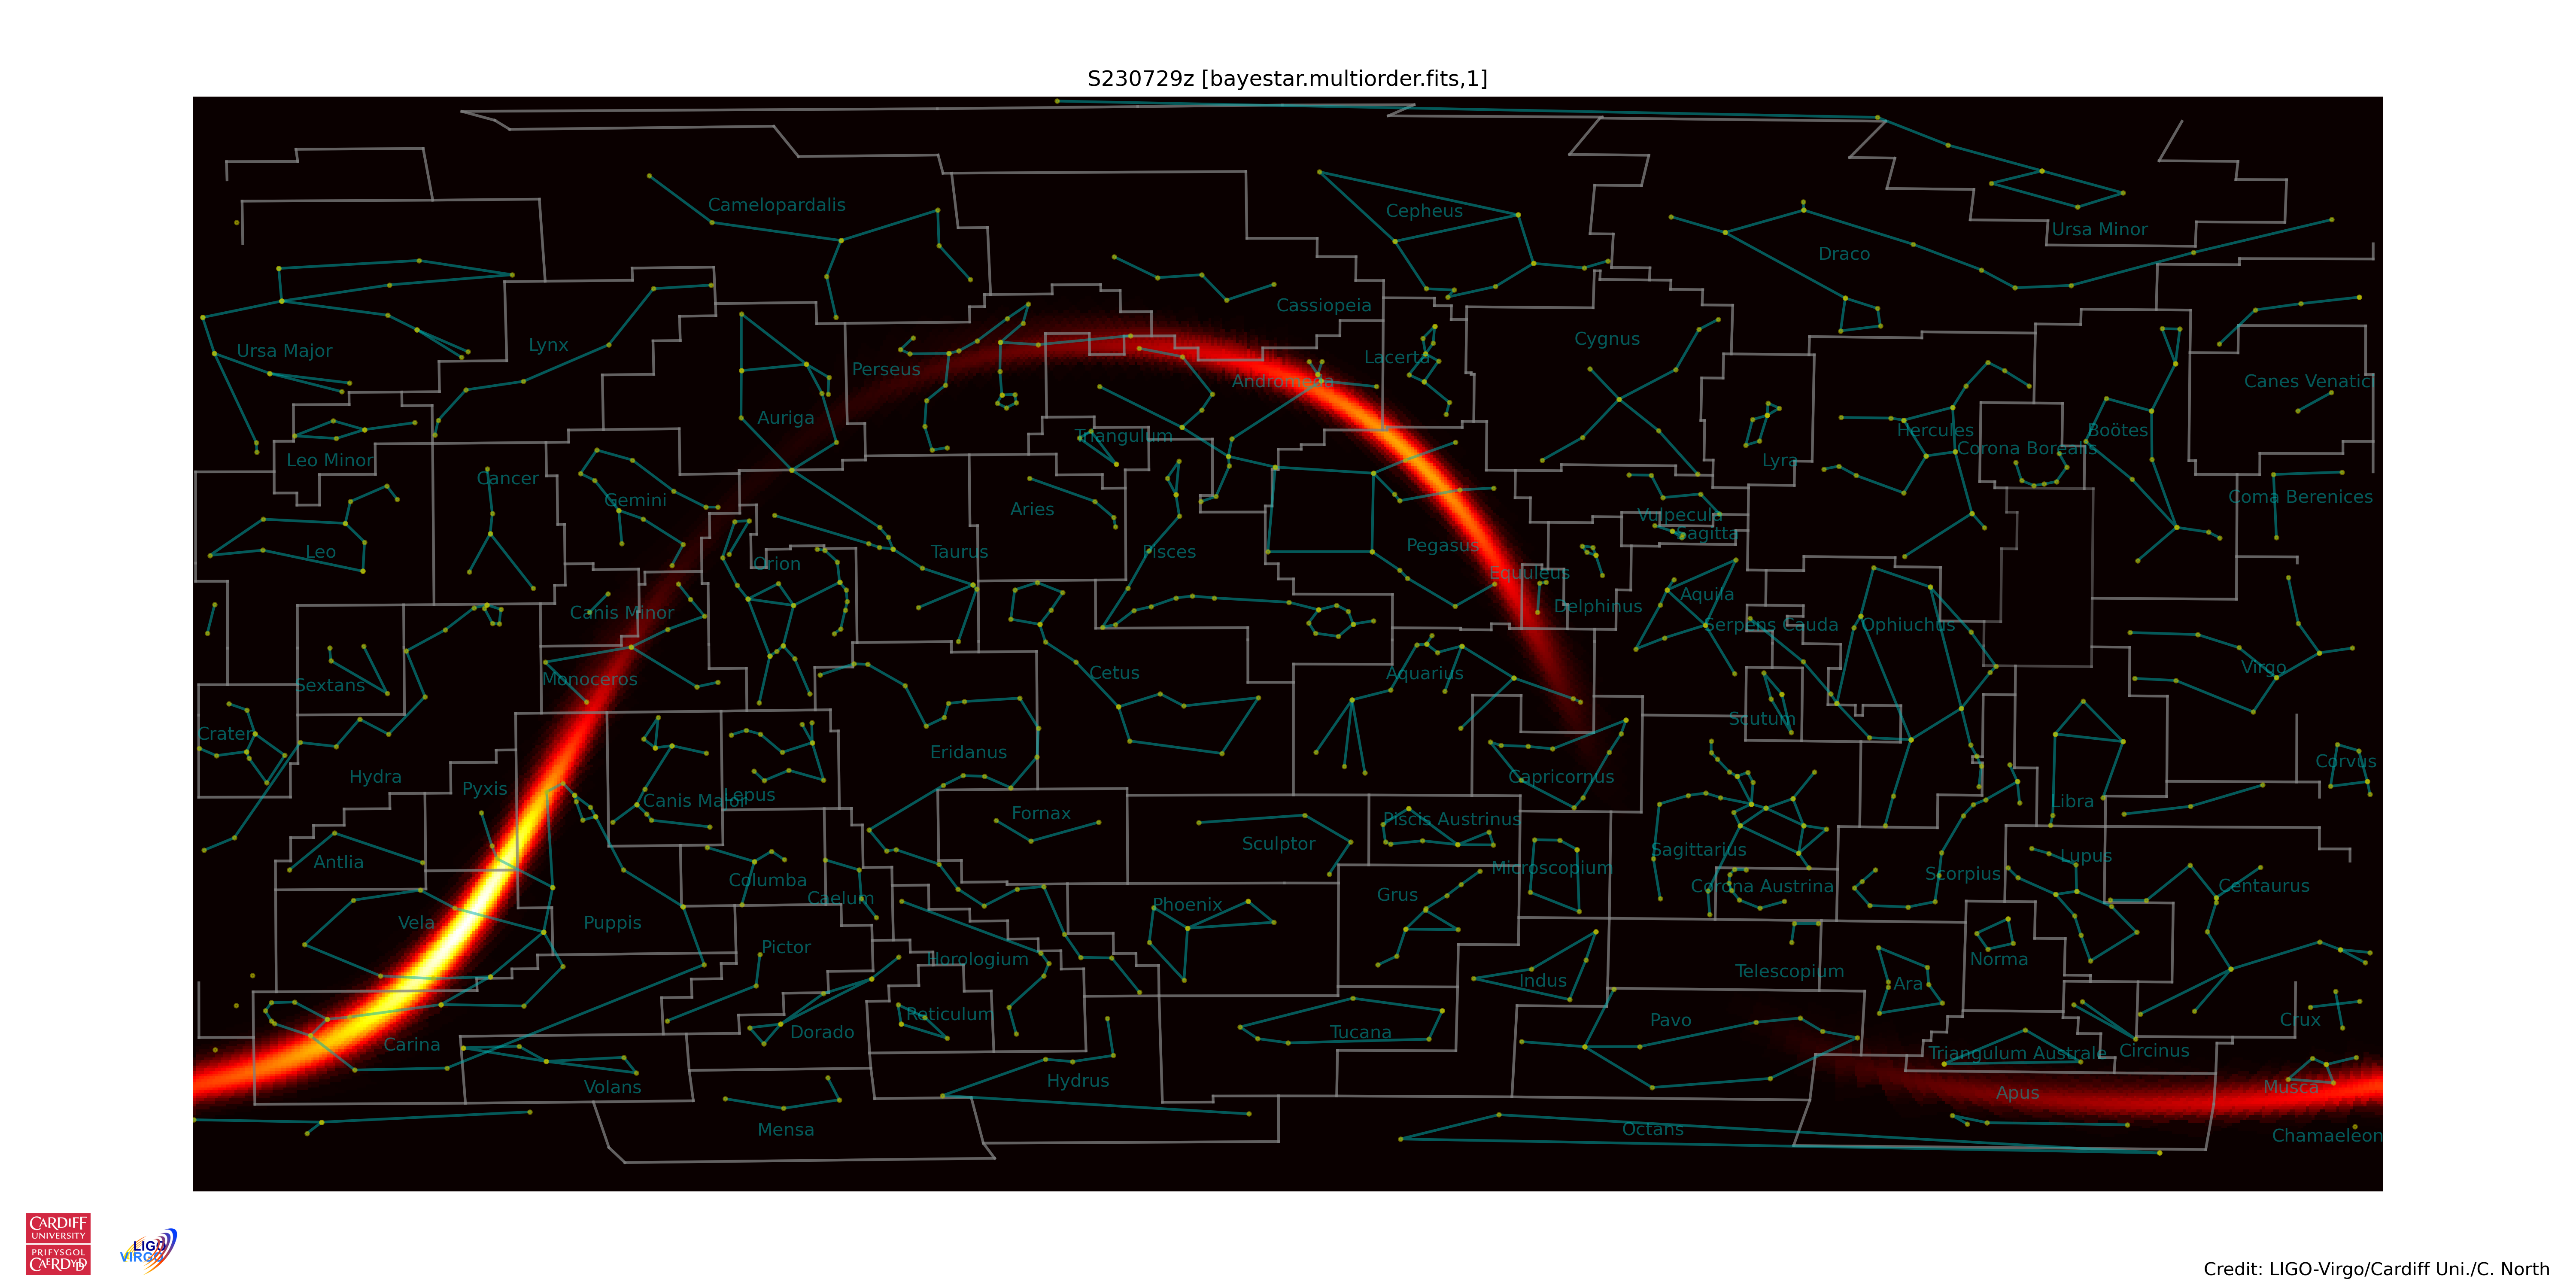 S230729z [bayestar.multiorder.fits,1]
Camelopardalis
Cepheus
Ursa Minor
Draco
Cassiopeia
Ursa Major
Lynx
Cygnus
Lacerta
Perseus
Andromeda
Canes Venatici
Auriga
Triangulum
Hercules
Boötes
Corona Borealis
Leo Minor
Lyra
Cancer
Gemini
Coma Berenices
Aries
Vulpecula
Sagitta
Leo
Orion
Taurus
Pisces
Pegasus
Equuleus
Canis Minor
Delphinus
Aquila
Serpens Cauda
Ophiuchus
Sextans
Monoceros
Cetus
Aquarius
Virgo
Crater
Scutum
Eridanus
Hydra
Pyxis
Capricornus
Corvus
Canis Major
Lepus
Libra
Fornax
Piscis Austrinus
Antlia
Sculptor
Sagittarius
Lupus
Microscopium
Columba
Caelum
Corona Austrina
Scorpius
Centaurus
Grus
Phoenix
Vela
Puppis
Pictor
Horologium
Telescopium
Norma
Indus
Ara
Reticulum
Pavo
Crux
Carina
Dorado
Tucana
Triangulum Australe
Circinus
Volans
Hydrus
Apus
Musca
Mensa
Octans
Chamaeleon
CARDIFF
UNIVERSITY
PRIFYSGOL
CAERDYDD
LIGO
VIRGO
Credit: LIGO-Virgo/Cardiff Uni./C. North